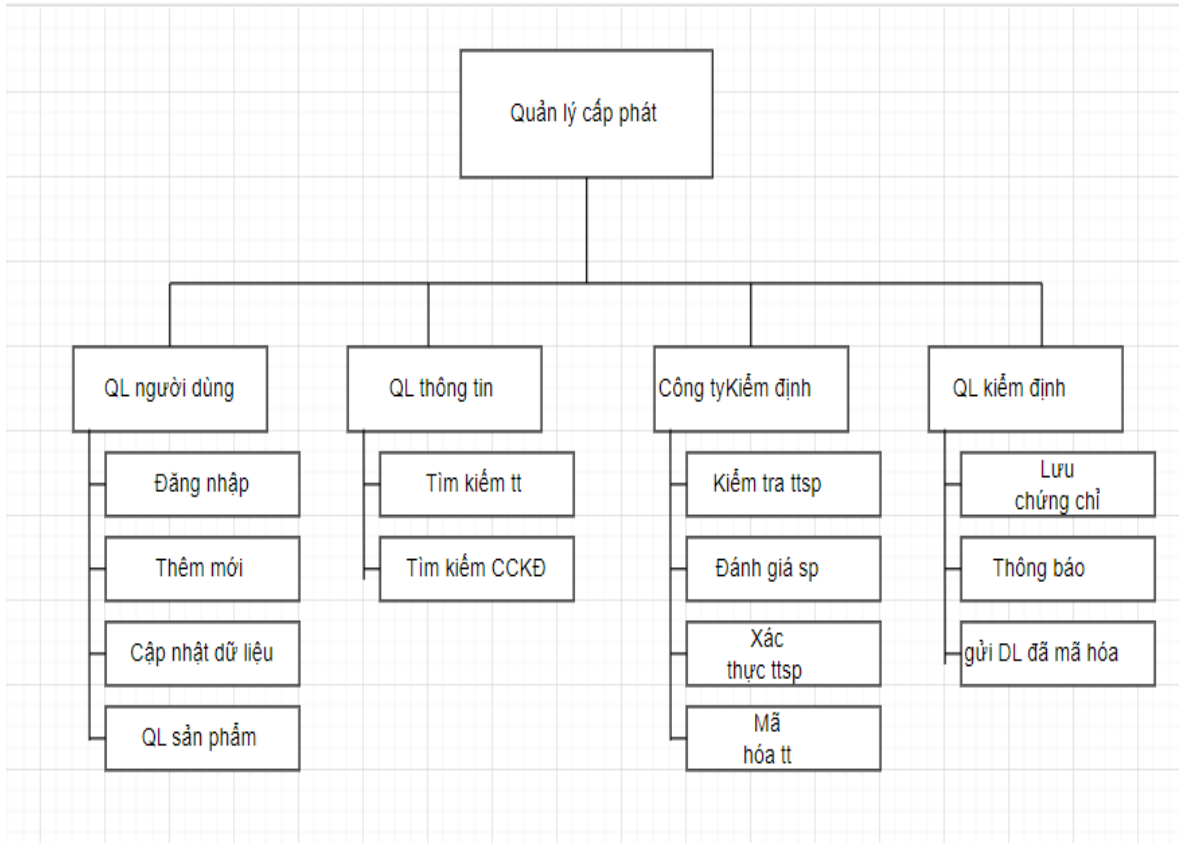 Quản lý cấp phát
QL người dùng
Đăng nhập
Thêm mới
Cập nhật dữ liệu
QL sản phẩm
QL thông tin
Tìm kiếm tt
Tìm kiếm CCKĐ
Công tyKiểm định
Kiểm tra ttsp
Đánh giá sp
Xác
thực ttsp
Mã
hóa tt
QL kiểm định
Lưu
chứng chỉ
Thông báo
gửi DL đã mã hóa